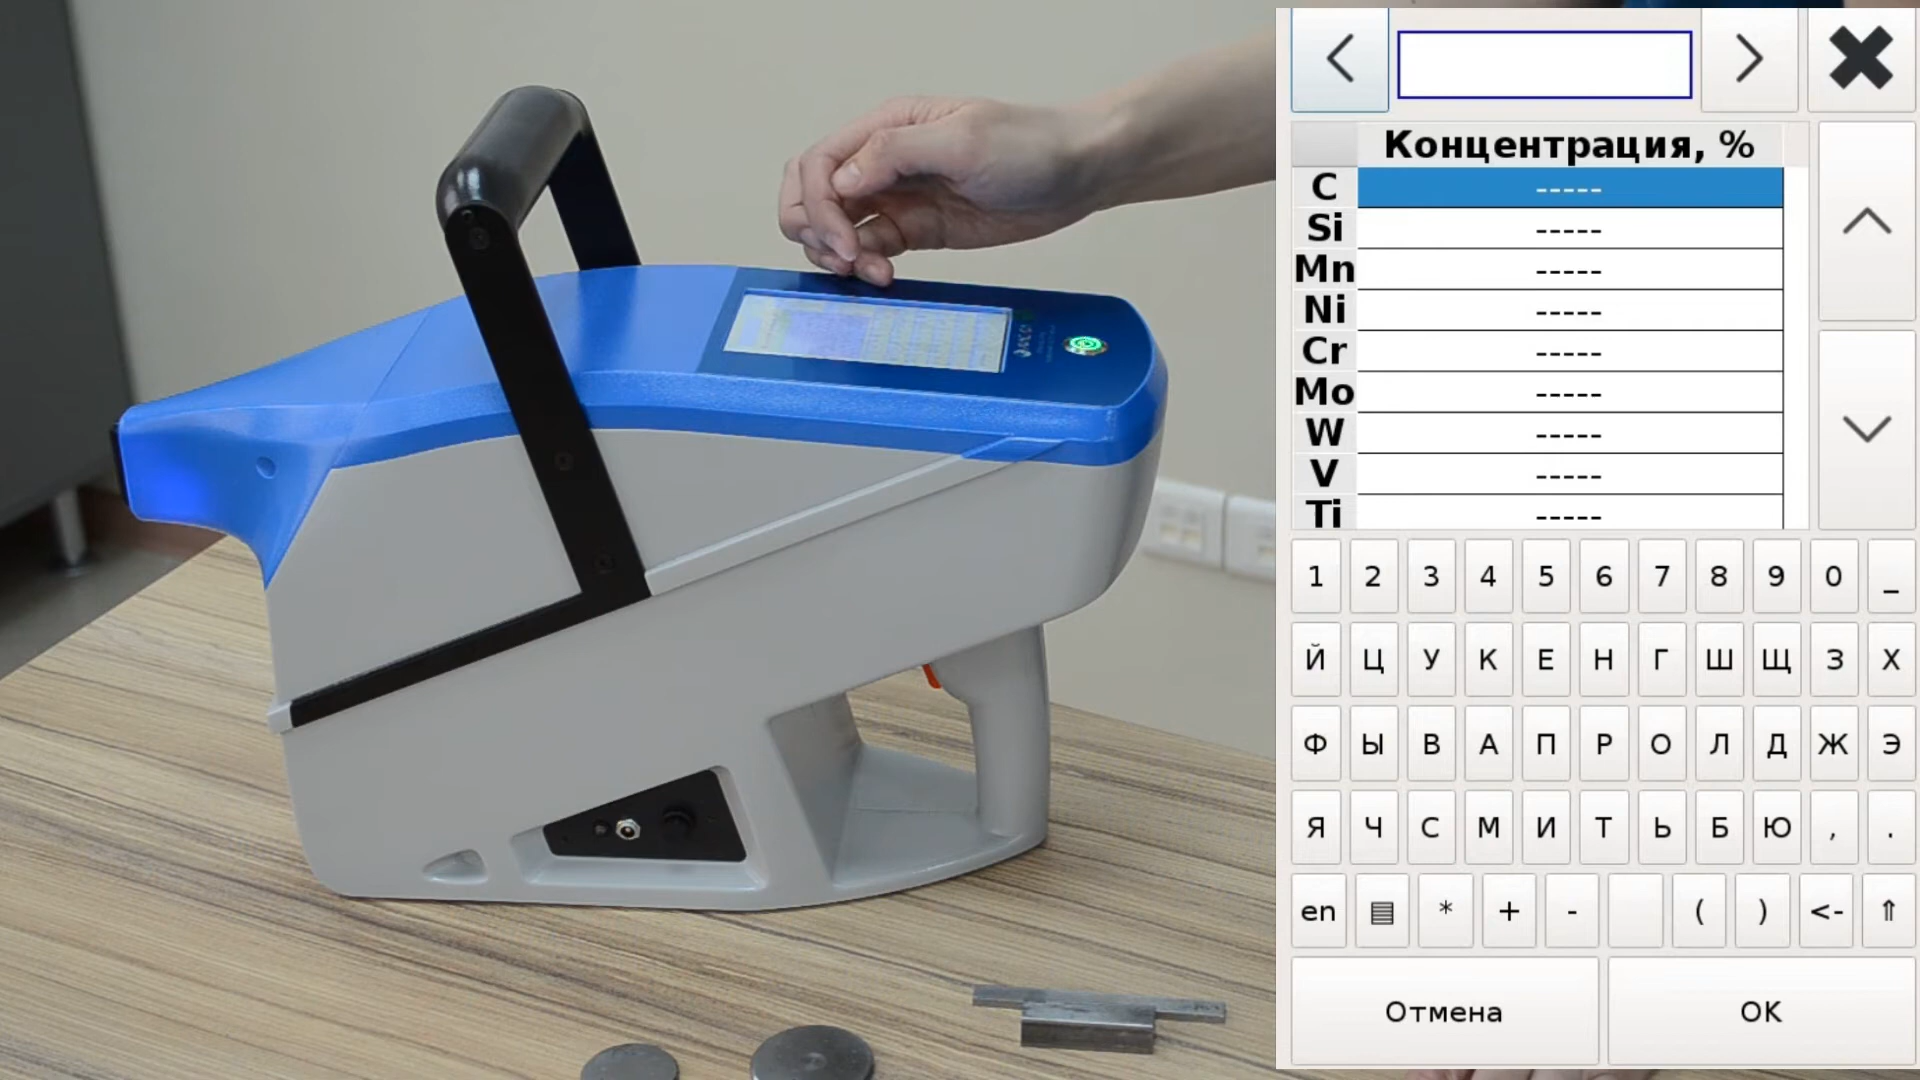 Концентрация, %
C -----
Si -----
Mn -----
Ni -----
Cr -----
Mo -----
W -----
V -----
Ti -----
1 2 3 4 5 6 7 8 9 0 _
Й Ц У К Е Н Г Ш Щ З Х
Ф Ы В А П Р О Л Д Ж Э
Я Ч С М И Т Ь Б Ю , .
en ▤ * + - ( ) <- ⇑
Отмена OK